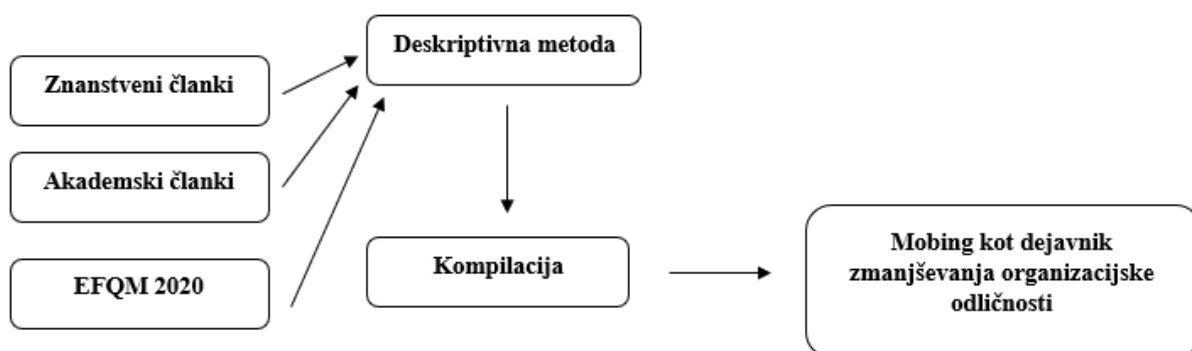 Znanstveni članki
Akademski članki
EFQM 2020
Deskriptivna metoda
Kompilacija
Mobing kot dejavnik
zmanjševanja organizacijske
odličnosti